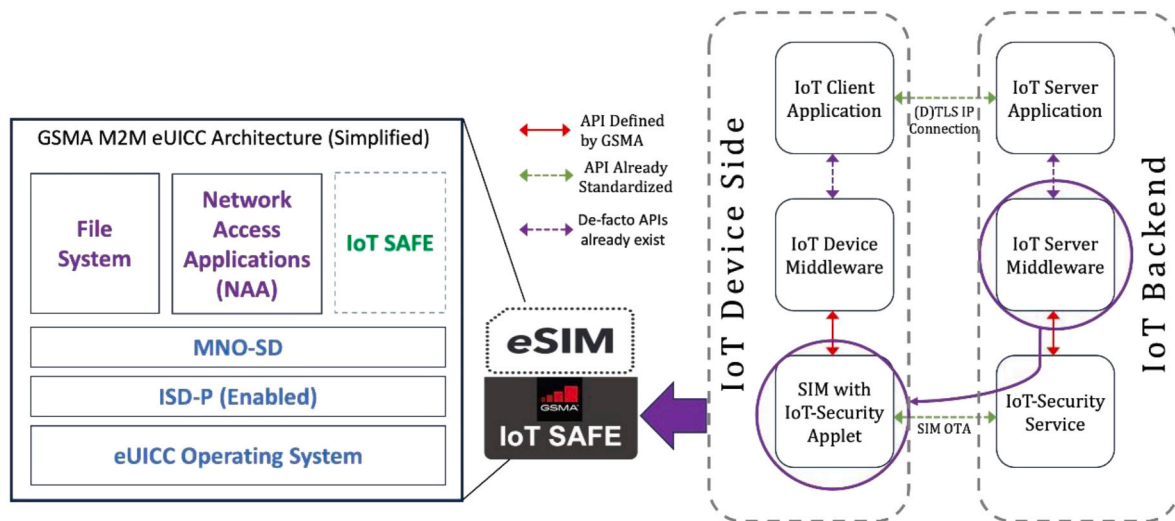 GSMA M2M eUICC Architecture (Simplified)
File
System
Network
Access
Applications
(NAA)
IoT SAFE
MNO-SD
ISD-P (Enabled)
eUICC Operating System
API Defined
by GSMA
API Already
Standardized
De-facto APIs
already exist
eSIM
GSMA
IoT SAFE
IoT Device Side
IoT Client
Application
IoT Device
Middleware
SIM with
IoT-Security
Applet
(D)TLS IP
Connection
SIM OTA
IoT Server
Application
IoT Server
Middleware
IoT-Security
Service
IoT Backend